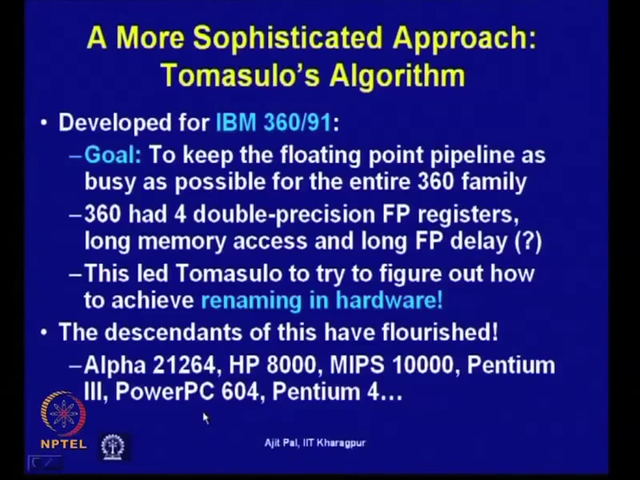 A More Sophisticated Approach:
Tomasulo's Algorithm
• Developed for IBM 360/91:
–Goal: To keep the floating point pipeline as
busy as possible for the entire 360 family
–360 had 4 double-precision FP registers,
long memory access and long FP delay (?)
–This led Tomasulo to try to figure out how
to achieve renaming in hardware!
• The descendants of this have flourished!
–Alpha 21264, HP 8000, MIPS 10000, Pentium
III, PowerPC 604, Pentium 4…
NPTEL
Ajit Pal, IIT Kharagpur